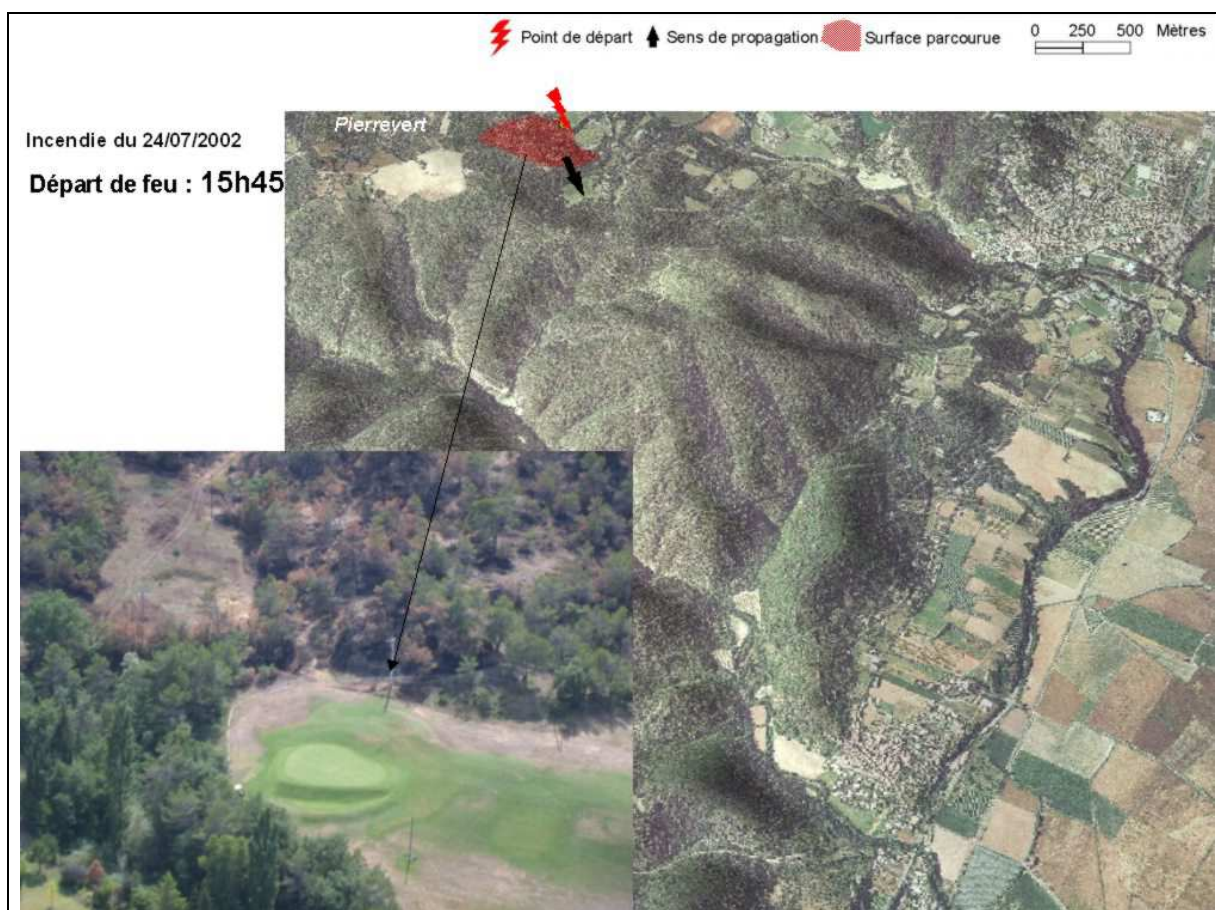 Point de départ Sens de propagation Surface parcourue 0 250 500 Mètres
Pierrevert
Incendie du 24/07/2002
Départ de feu : 15h45